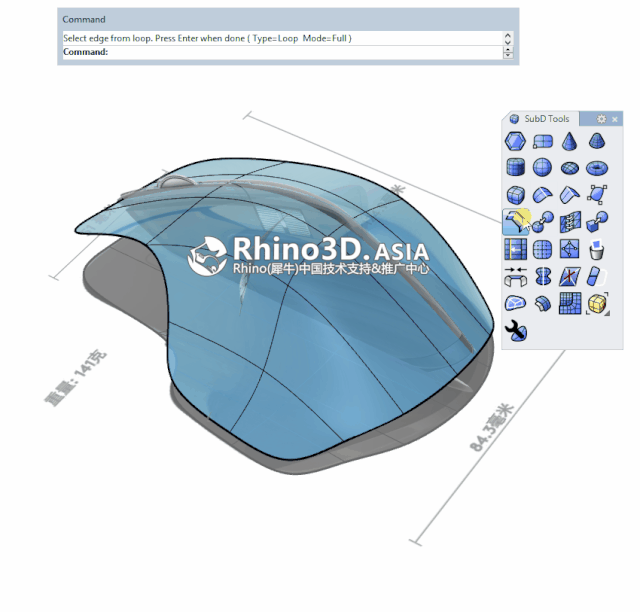 Command
Select edge from loop. Press Enter when done ( Type=Loop Mode=Full )
Command:
SubD Tools
米
Rhino3D.ASIA
Rhino(犀牛)中国技术支持&推广中心
重量: 141克
84.3毫米